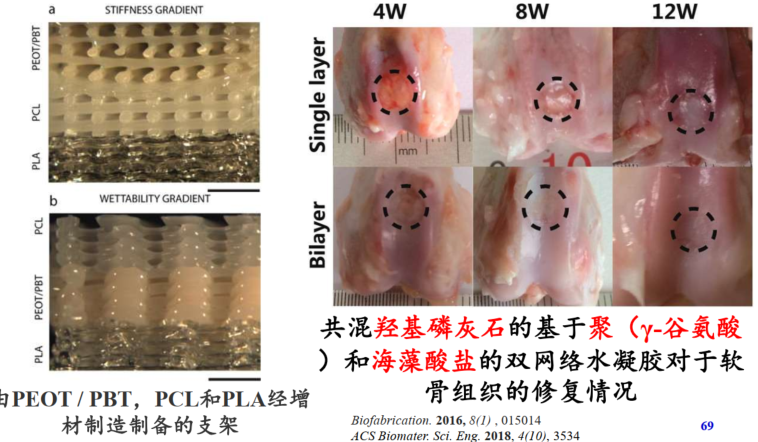 a
STIFFNESS GRADIENT
PEOT/PBT
PCL
PLA
b
WETTABILITY GRADIENT
PCL
PEOT/PBT
PLA
由PEOT / PBT，PCL和PLA经增
材制造制备的支架
4W 8W 12W
Single layer
Bilayer
mm
10
共混羟基磷灰石的基于聚（γ-谷氨酸
）和海藻酸盐的双网络水凝胶对于软
骨组织的修复情况
Biofabrication. 2016, 8(1) , 015014
ACS Biomater. Sci. Eng. 2018, 4(10), 3534
69